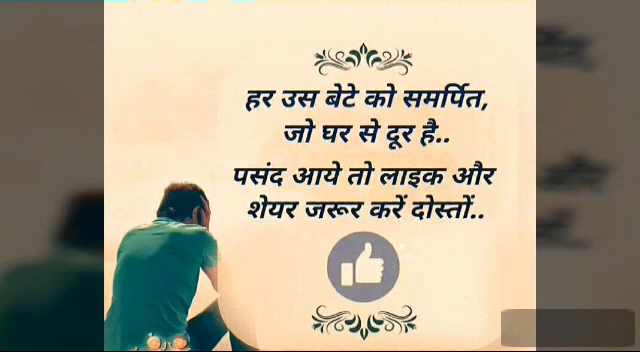 हर उस बेटे को समर्पित,
जो घर से दूर है..
पसंद आये तो लाइक और
शेयर जरूर करें दोस्तों..